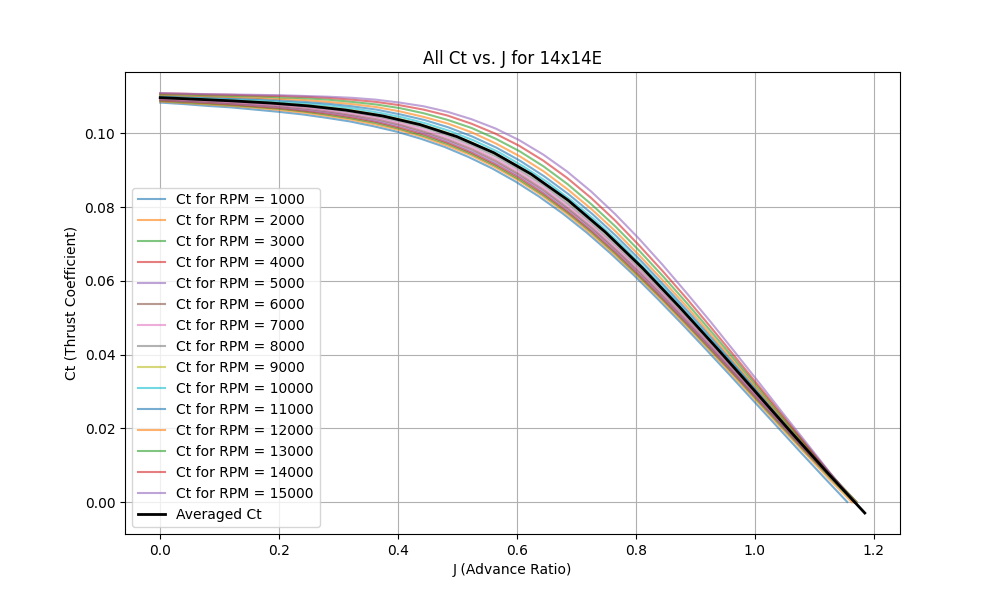 All Ct vs. J for 14x14E
Ct (Thrust Coefficient)
0.10
0.08
0.06
0.04
0.02
0.00
Ct for RPM = 1000
Ct for RPM = 2000
Ct for RPM = 3000
Ct for RPM = 4000
Ct for RPM = 5000
Ct for RPM = 6000
Ct for RPM = 7000
Ct for RPM = 8000
Ct for RPM = 9000
Ct for RPM = 10000
Ct for RPM = 11000
Ct for RPM = 12000
Ct for RPM = 13000
Ct for RPM = 14000
Ct for RPM = 15000
Averaged Ct
0.0 0.2 0.4 0.6 0.8 1.0 1.2
J (Advance Ratio)